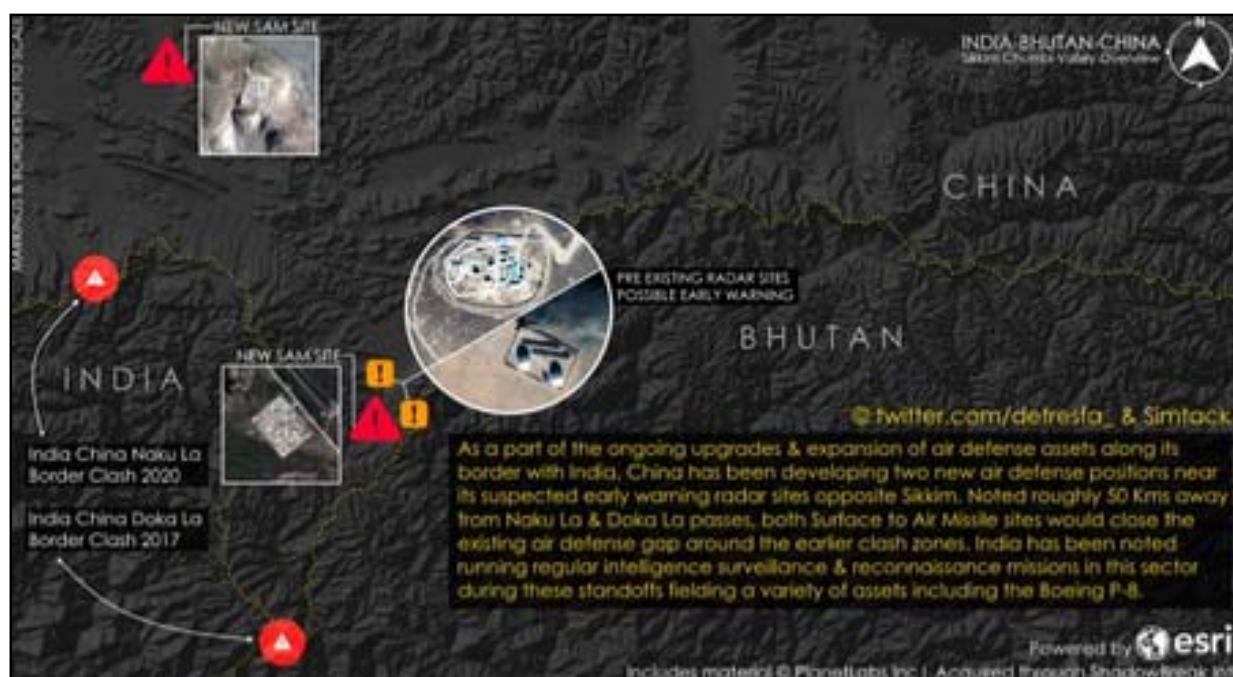 MARKINGS & BORDERS NOT TO SCALE
NEW SAM SITE
INDIA-BHUTAN-CHINA
Sikkim Chumbi Valley Overview
N
CHINA
PRE EXISTING RADAR SITES
POSSIBLE EARLY WARNING
BHUTAN
NEW SAM SITE
INDIA
India China Naku La
Border Clash 2020
India China Doka La
Border Clash 2017
© twitter.com/detresfa_ & Simtack
As a part of the ongoing upgrades & expansion of air defense assets along its
border with India, China has been developing two new air defense positions near
its suspected early warning radar sites opposite Sikkim. Noted roughly 50 Kms away
from Naku La & Doka La passes, both Surface to Air Missile sites would close the
existing air defense gap around the earlier clash zones. India has been noted
running regular intelligence surveillance & reconnaissance missions in this sector
during these standoffs fielding a variety of assets including the Boeing P-8.
Powered by esri
Includes material © PlanetLabs Inc. Acquired through ShadowBreak Int